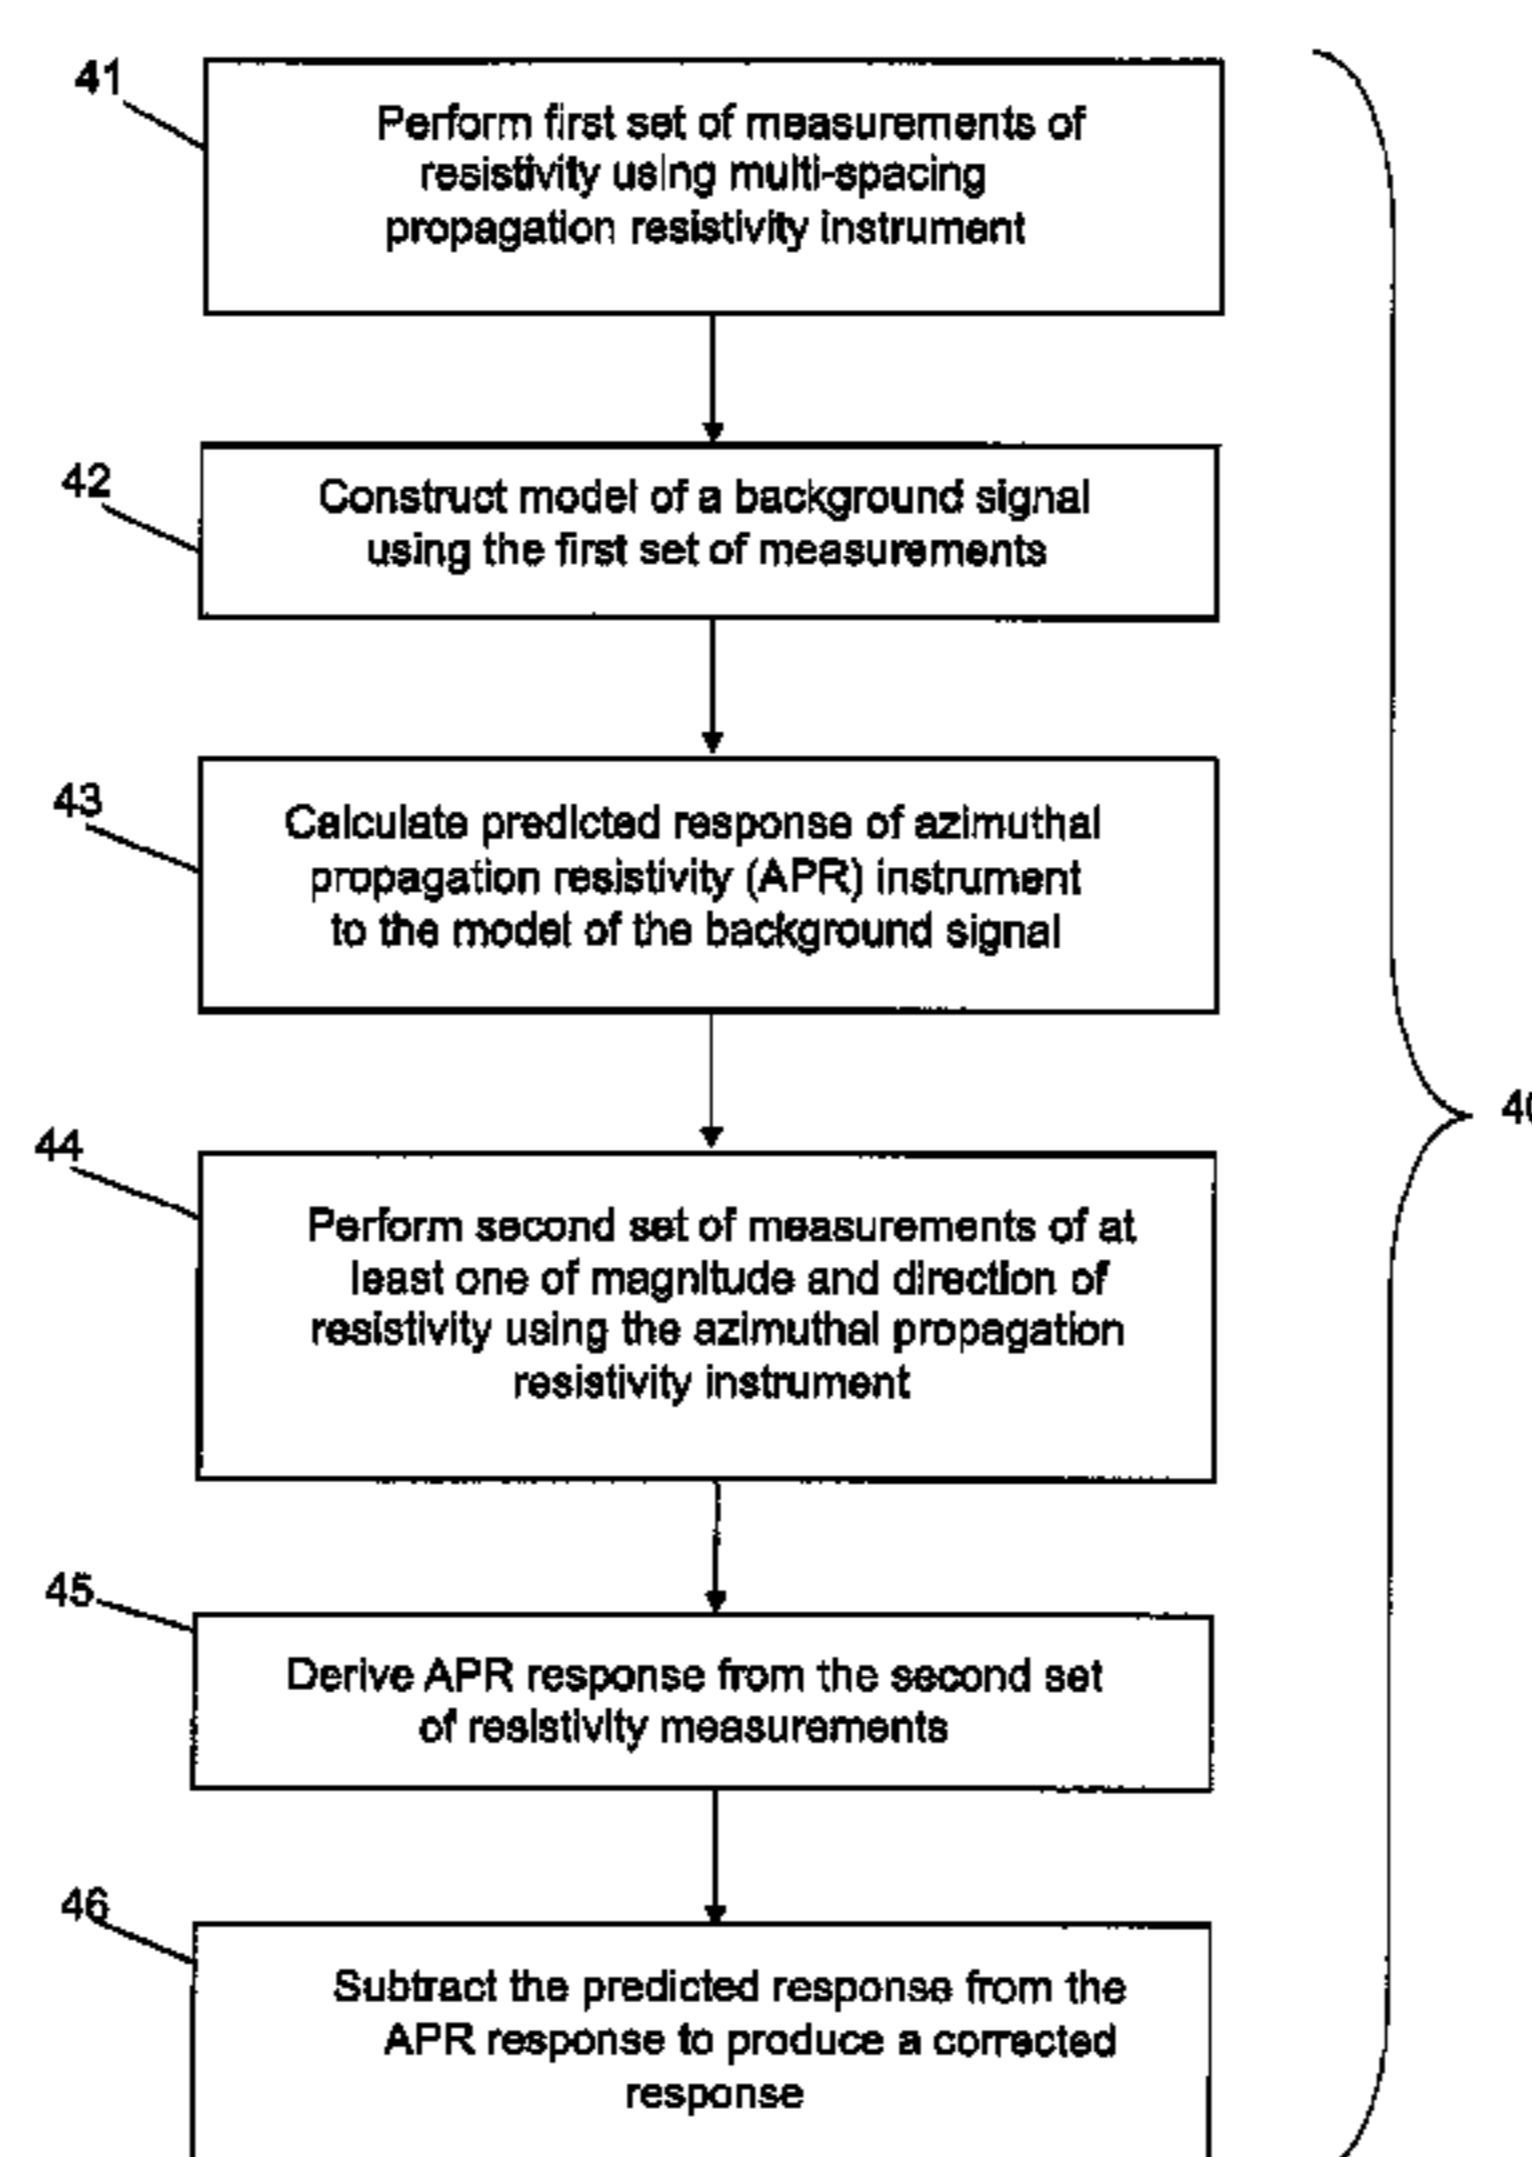 41
Perform first set of measurements of
resistivity using multi-spacing
propagation resistivity instrument
42
Construct model of a background signal
using the first set of measurements
43
Calculate predicted response of azimuthal
propagation resistivity (APR) instrument
to the model of the background signal
40
44
Perform second set of measurements of at
least one of magnitude and direction of
resistivity using the azimuthal propagation
resistivity instrument
45
Derive APR response from the second set
of resistivity measurements
46
Subtract the predicted response from the
APR response to produce a corrected
response